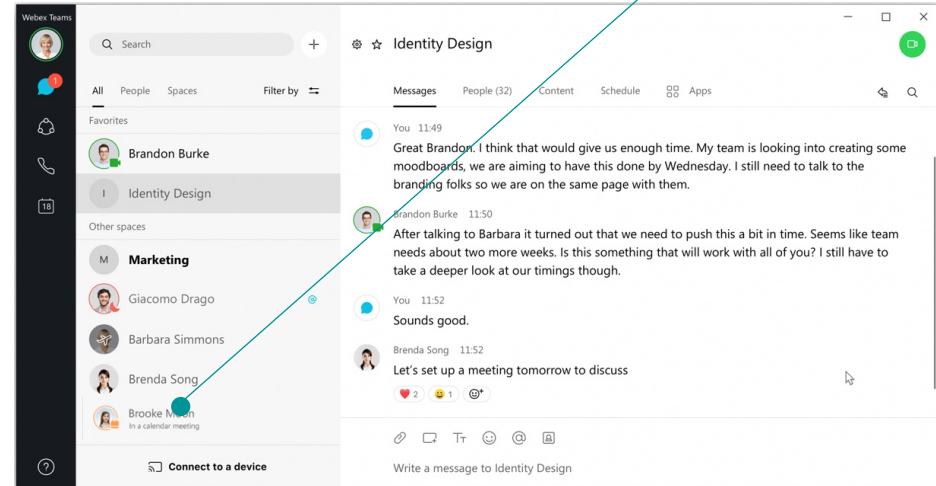 Webex Teams
Search
Identity Design
1
All People Spaces Filter by
Messages People (32) Content Schedule Apps
Favorites
Brandon Burke
I Identity Design
Other spaces
M Marketing
Giacomo Drago @
Barbara Simmons
Brenda Song
Brooke M
In a calendar meeting
Connect to a device
18
?
You 11:49
Great Brandon. I think that would give us enough time. My team is looking into creating some
moodboards, we are aiming to have this done by Wednesday. I still need to talk to the
branding folks so we are on the same page with them.
Brandon Burke 11:50
After talking to Barbara it turned out that we need to push this a bit in time. Seems like team
needs about two more weeks. Is this something that will work with all of you? I still have to
take a deeper look at our timings though.
You 11:52
Sounds good.
Brenda Song 11:52
Let's set up a meeting tomorrow to discuss
2 1
Tт @
Write a message to Identity Design